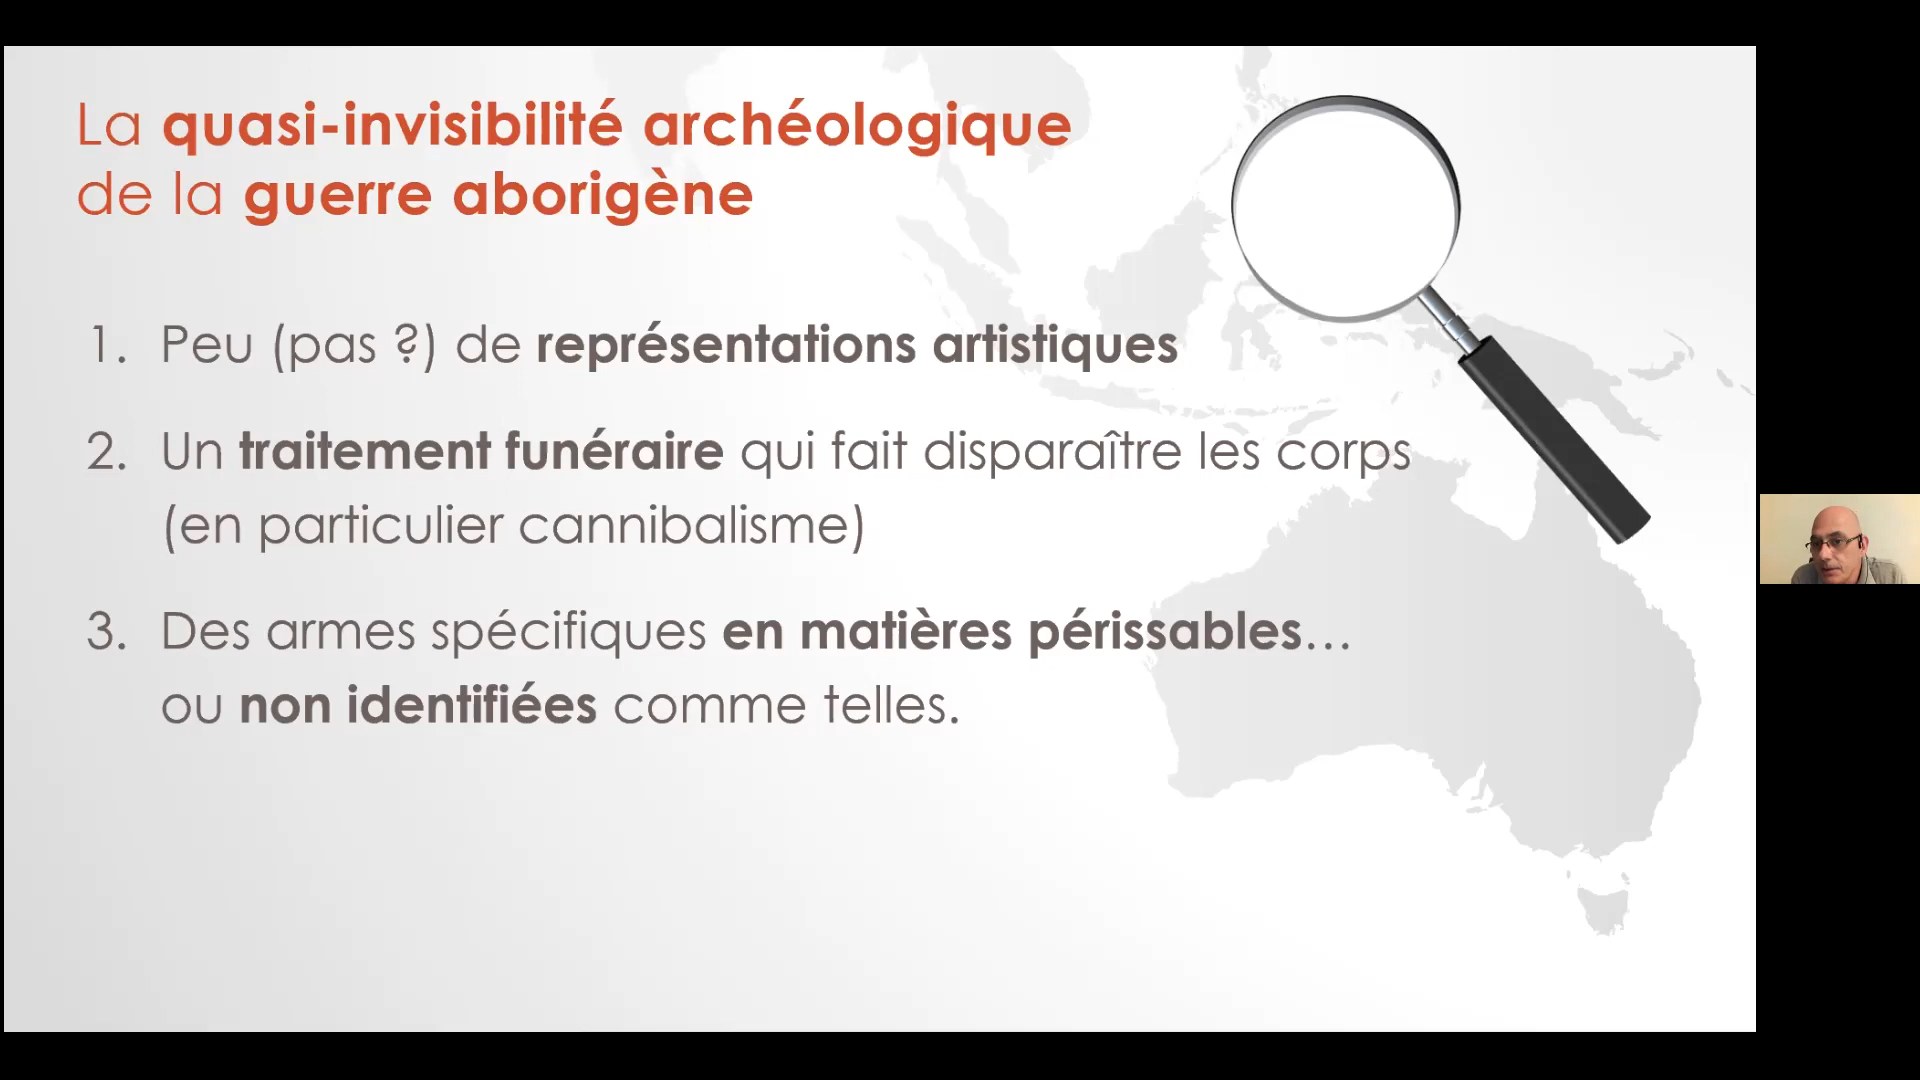 La quasi-invisibilité archéologique
de la guerre aborigène
1. Peu (pas ?) de représentations artistiques
2. Un traitement funéraire qui fait disparaître les corps
(en particulier cannibalisme)
3. Des armes spécifiques en matières périssables…
ou non identifiées comme telles.